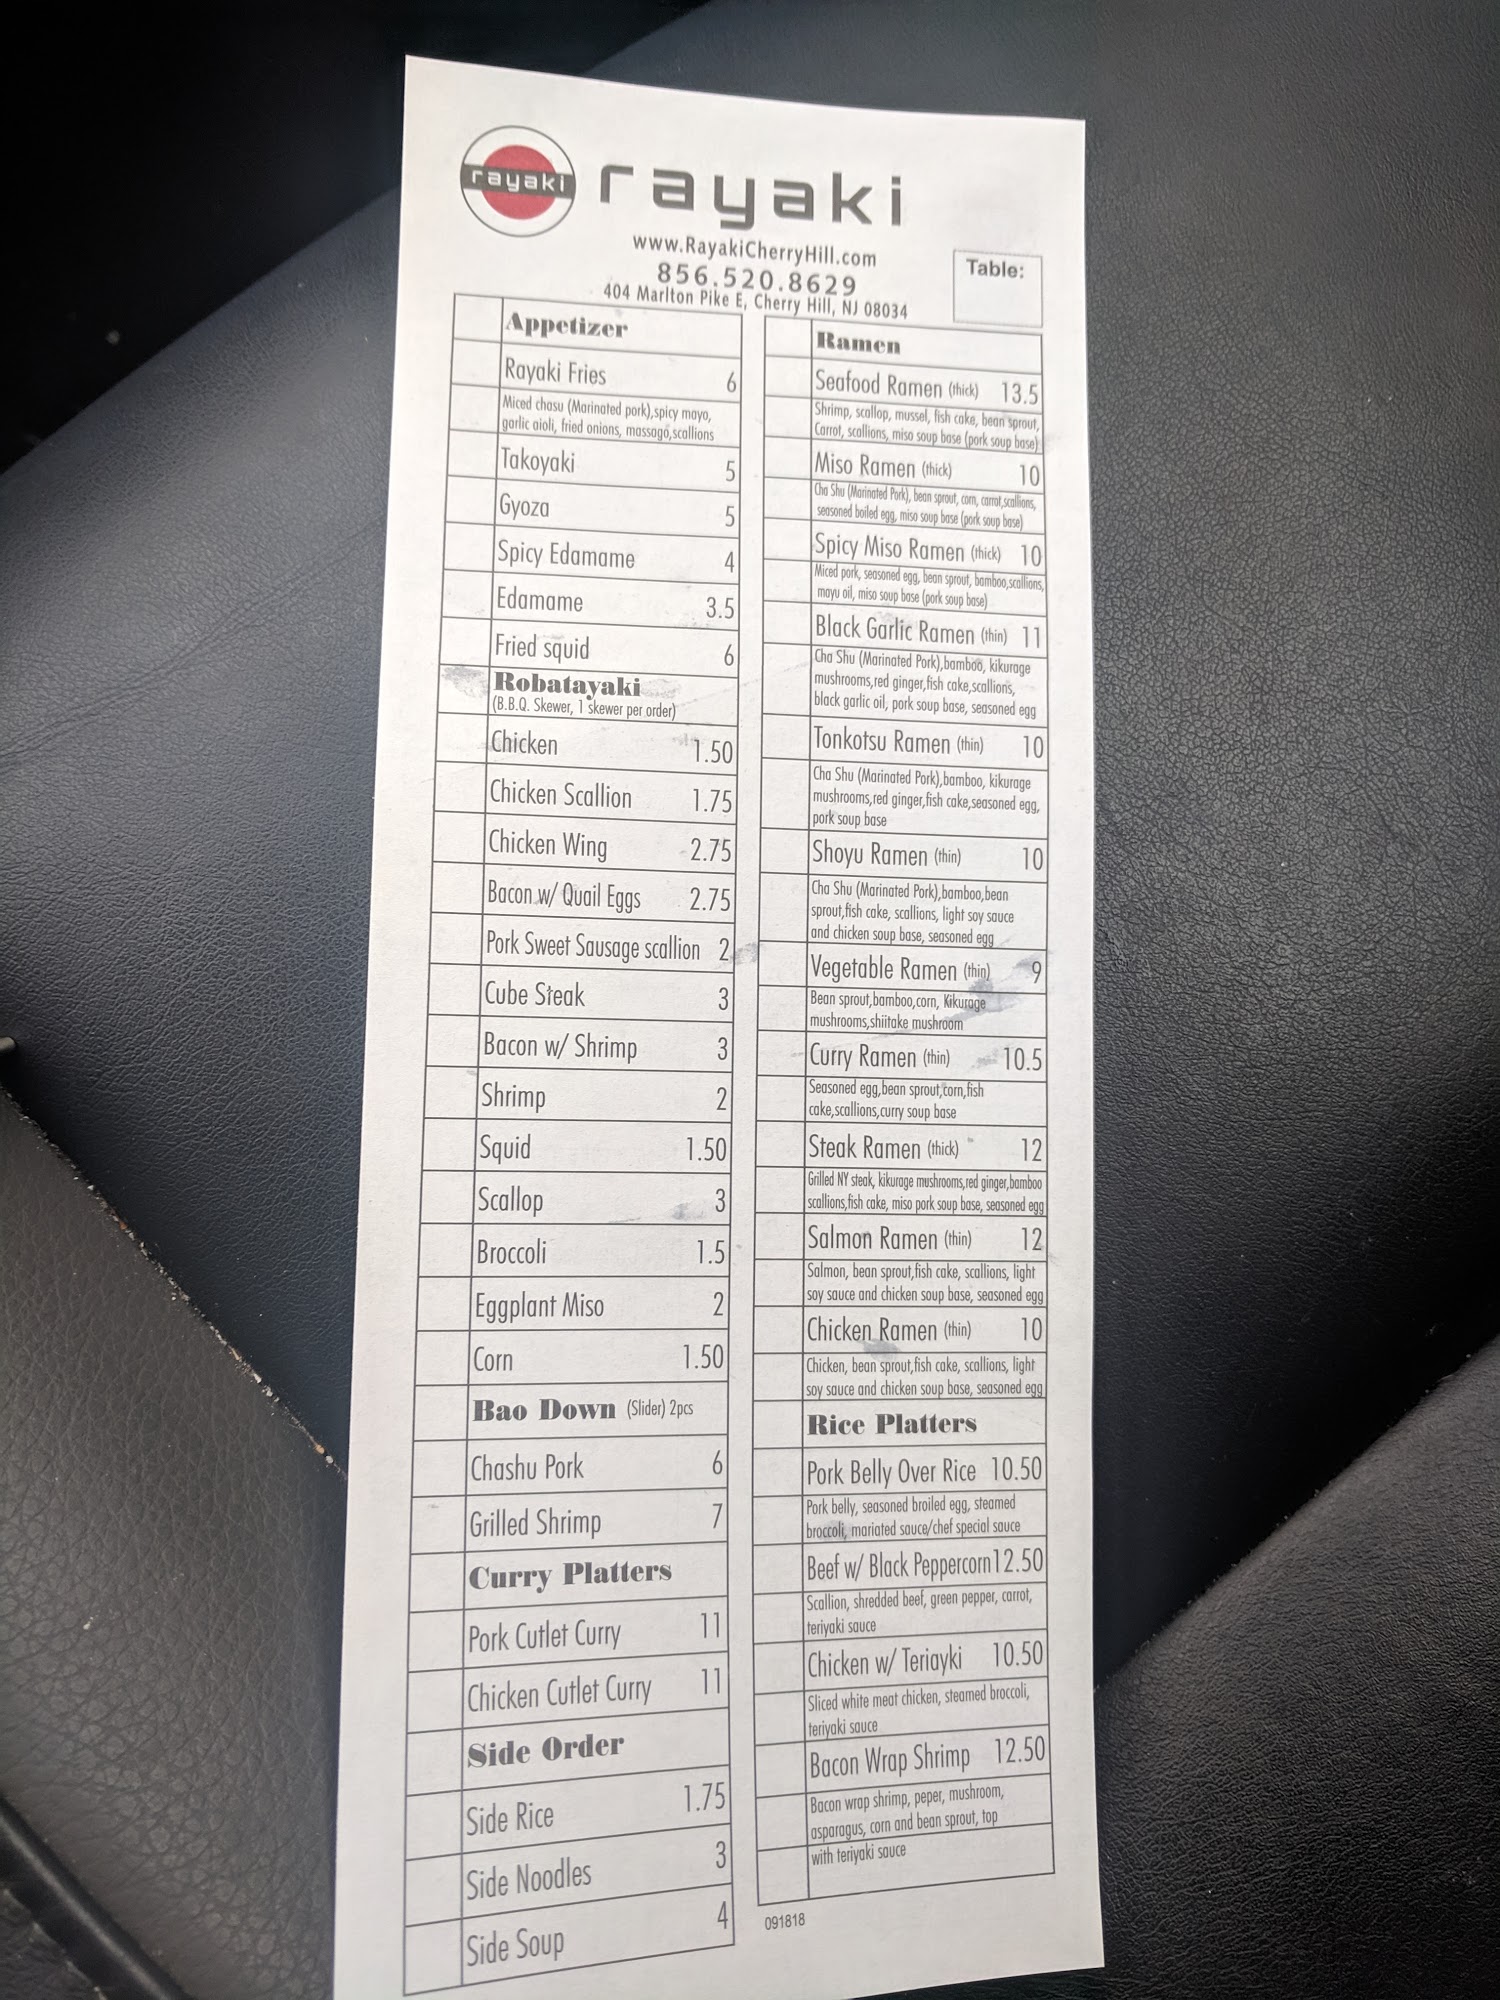 rayaki
rayaki
www.RayakiCherryHill.com
856.520.8629
404 Marlton Pike E, Cherry Hill, NJ 08034
Table:
Appetizer
Rayaki Fries 6
Miced chasu (Marinated pork),spicy mayo,
garlic aioli, fried onions, massago,scallions
Takoyaki 5
Gyoza 5
Spicy Edamame 4
Edamame 3.5
Fried squid 6
Robatayaki
(B.B.Q. Skewer, 1 skewer per order)
Chicken 1.50
Chicken Scallion 1.75
Chicken Wing 2.75
Bacon w/ Quail Eggs 2.75
Pork Sweet Sausage scallion 2
Cube Steak 3
Bacon w/ Shrimp 3
Shrimp 2
Squid 1.50
Scallop 3
Broccoli 1.5
Eggplant Miso 2
Corn 1.50
Bao Down (Slider) 2pcs
Chashu Pork 6
Grilled Shrimp 7
Curry Platters
Pork Cutlet Curry 11
Chicken Cutlet Curry 11
Side Order
Side Rice 1.75
Side Noodles 3
Side Soup 4
Ramen
Seafood Ramen (thick) 13.5
Shrimp, scallop, mussel, fish cake, bean sprout,
Carrot, scallions, miso soup base (pork soup base)
Miso Ramen (thick) 10
Cha Shu (Marinated Pork), bean sprout, corn, carrot,scallions,
seasoned boiled egg, miso soup base (pork soup base)
Spicy Miso Ramen (thick) 10
Miced pork, seasoned egg, bean sprout, bamboo,scallions,
mayu oil, miso soup base (pork soup base)
Black Garlic Ramen (thin) 11
Cha Shu (Marinated Pork),bamboo, kikurage
mushrooms,red ginger,fish cake,scallions,
black garlic oil, pork soup base, seasoned egg
Tonkotsu Ramen (thin) 10
Cha Shu (Marinated Pork),bamboo, kikurage
mushrooms,red ginger,fish cake,seasoned egg,
pork soup base
Shoyu Ramen (thin) 10
Cha Shu (Marinated Pork),bamboo,bean
sprout,fish cake, scallions, light soy sauce
and chicken soup base, seasoned egg
Vegetable Ramen (thin) 9
Bean sprout,bamboo,corn, Kikurage
mushrooms,shiitake mushroom
Curry Ramen (thin) 10.5
Seasoned egg,bean sprout,corn,fish
cake,scallions,curry soup base
Steak Ramen (thick) 12
Grilled NY steak, kikurage mushrooms,red ginger,bamboo
scallions,fish cake, miso pork soup base, seasoned egg
Salmon Ramen (thin) 12
Salmon, bean sprout,fish cake, scallions, light
soy sauce and chicken soup base, seasoned egg
Chicken Ramen (thin) 10
Chicken, bean sprout,fish cake, scallions, light
soy sauce and chicken soup base, seasoned egg
Rice Platters
Pork Belly Over Rice 10.50
Pork belly, seasoned broiled egg, steamed
broccoli, mariated sauce/chef special sauce
Beef w/ Black Peppercorn 12.50
Scallion, shredded beef, green pepper, carrot,
teriyaki sauce
Chicken w/ Teriayki 10.50
Sliced white meat chicken, steamed broccoli,
teriyaki sauce
Bacon Wrap Shrimp 12.50
Bacon wrap shrimp, peper, mushroom,
asparagus, corn and bean sprout, top
with teriyaki sauce
091818